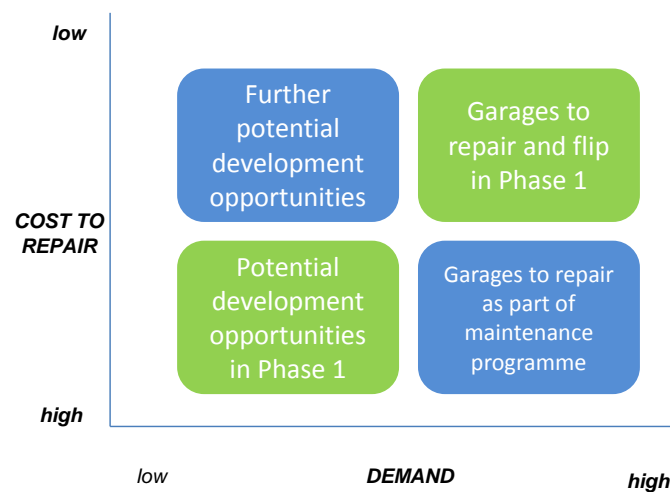 low
Further
potential
development
opportunities
Garages to
repair and flip
in Phase 1
COST TO
REPAIR
Potential
development
opportunities
in Phase 1
Garages to repair
as part of
maintenance
programme
high
low
DEMAND
high